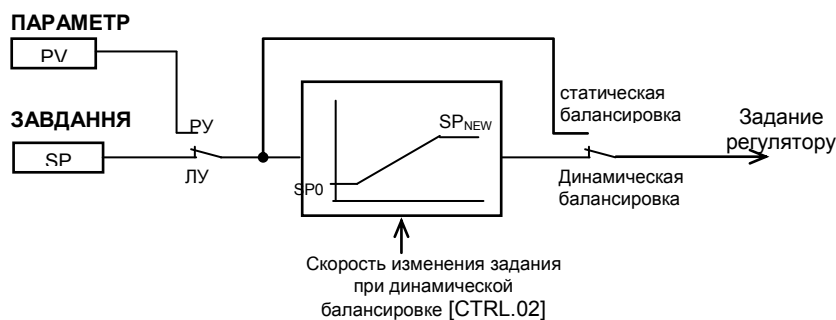 ПАРАМЕТР
PV
ЗАВДАННЯ
SP
РУ
ЛУ
SP0
SPNEW
статическая
балансировка
Динамическая
балансировка
Задание
регулятору
Скорость изменения задания
при динамической
балансировке [CTRL.02]